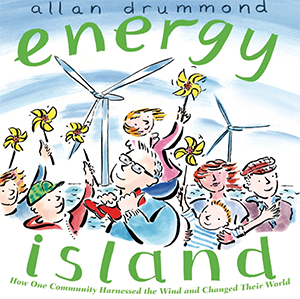 allan drummond
energy
island
How One Community Harnessed the Wind and Changed Their World